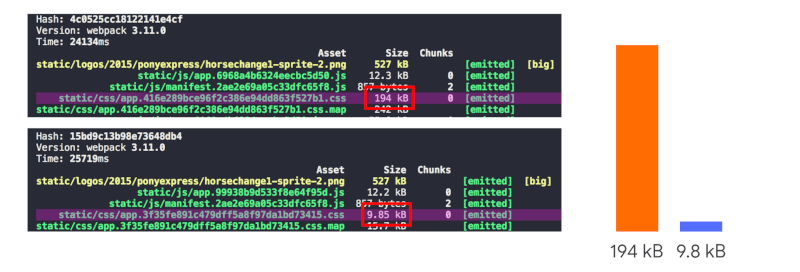 Hash: 4c0525cc18122141e4cf
Version: webpack 3.11.0
Time: 24134ms
Asset Size Chunks
static/logos/2015/ponyexpress/horsechange1-sprite-2.png 527 kB [emitted] [big]
static/js/app.6968a4b6324eecbc5d50.js 12.3 kB 0 [emitted]
static/js/manifest.2ae2e69a05c33dfc65f8.js 857 bytes 2 [emitted]
static/css/app.416e289bce96f2c386e94dd863f527b1.css 194 kB 0 [emitted]
static/css/app.416e289bce96f2c386e94dd863f527b1.css.map 242 kB [emitted]
Hash: 15bd9c13b98e73648db4
Version: webpack 3.11.0
Time: 25719ms
Asset Size Chunks
static/logos/2015/ponyexpress/horsechange1-sprite-2.png 527 kB [emitted] [big]
static/js/app.99938b9d533f8e64f95d.js 12.2 kB 0 [emitted]
static/js/manifest.2ae2e69a05c33dfc65f8.js 857 bytes 2 [emitted]
static/css/app.3f35fe891c479dff5a8f97da1bd73415.css 9.85 kB 0 [emitted]
static/css/app.3f35fe891c479dff5a8f97da1bd73415.css.map 15.7 kB [emitted]
194 kB 9.8 kB